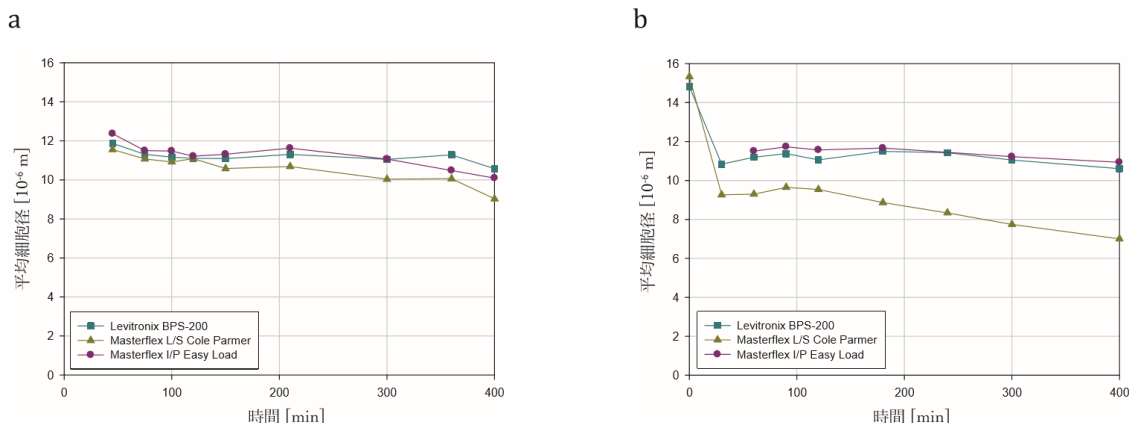 a
16
14
12
10
8
6
4
2
0
平均細胞径 [10⁻⁶ m]
Levitronix BPS-200
Masterflex L/S Cole Parmer
Masterflex I/P Easy Load
0 100 200 300 400
時間 [min]
b
16
14
12
10
8
6
4
2
0
平均細胞径 [10⁻⁶ m]
Levitronix BPS-200
Masterflex L/S Cole Parmer
Masterflex I/P Easy Load
0 100 200 300 400
時間 [min]